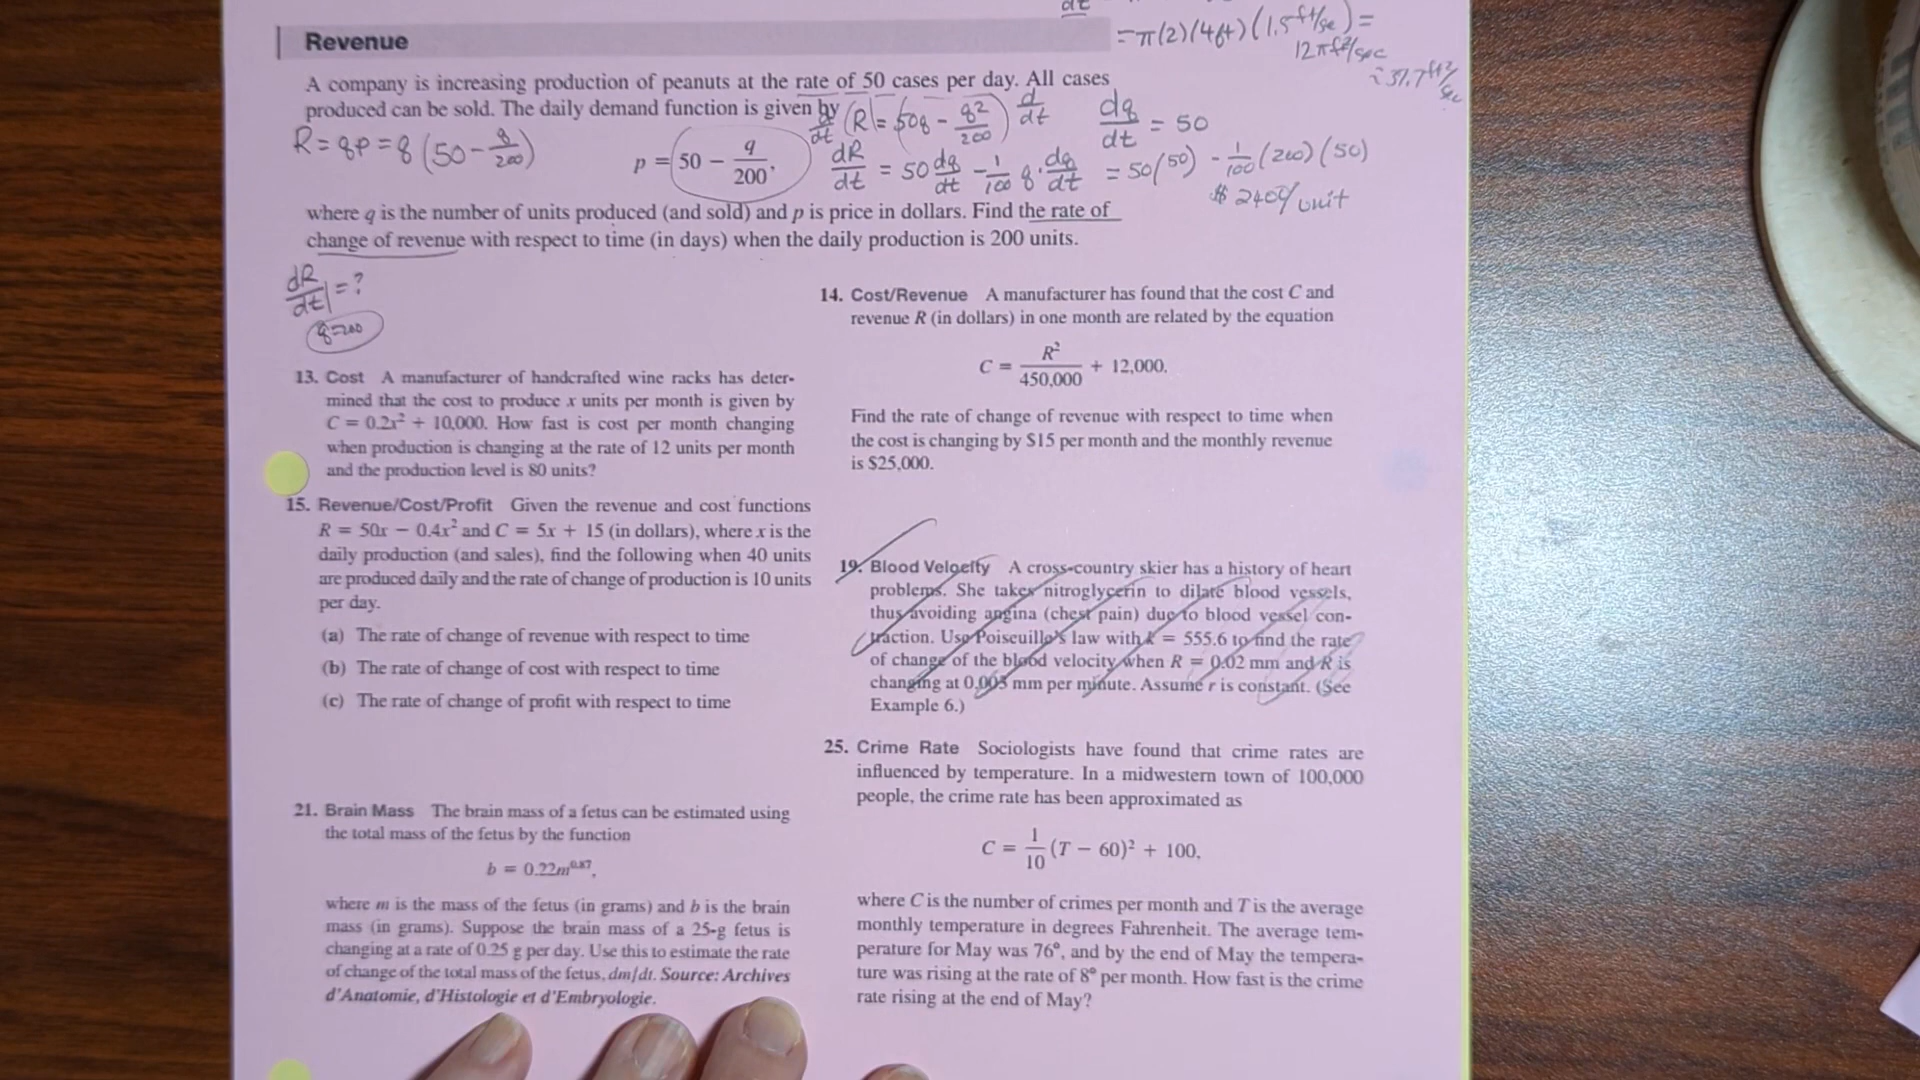 dt
= π(2)(4ft)(1.5 ft/sec) =
12π ft²/sec
≈ 37.7 ft²/sec
Revenue
A company is increasing production of peanuts at the rate of 50 cases per day. All cases
produced can be sold. The daily demand function is given by
d/dt (R = 50q - q²/200) d/dt
dq/dt = 50
R = qp = q(50 - q/200)
p = 50 - q/200,
dR/dt = 50 dq/dt - 1/100 q · dq/dt = 50(50) - 1/100 (200)(50)
$ 2400/unit
where q is the number of units produced (and sold) and p is price in dollars. Find the rate of
change of revenue with respect to time (in days) when the daily production is 200 units.
dR/dt | = ?
q=200
13. Cost A manufacturer of handcrafted wine racks has deter-
mined that the cost to produce x units per month is given by
C = 0.2x² + 10,000. How fast is cost per month changing
when production is changing at the rate of 12 units per month
and the production level is 80 units?
15. Revenue/Cost/Profit Given the revenue and cost functions
R = 50x - 0.4x² and C = 5x + 15 (in dollars), where x is the
daily production (and sales), find the following when 40 units
are produced daily and the rate of change of production is 10 units
per day.
(a) The rate of change of revenue with respect to time
(b) The rate of change of cost with respect to time
(c) The rate of change of profit with respect to time
21. Brain Mass The brain mass of a fetus can be estimated using
the total mass of the fetus by the function
b = 0.22m^0.87,
where m is the mass of the fetus (in grams) and b is the brain
mass (in grams). Suppose the brain mass of a 25-g fetus is
changing at a rate of 0.25 g per day. Use this to estimate the rate
of change of the total mass of the fetus, dm/dt. Source: Archives
d'Anatomie, d'Histologie et d'Embryologie.
14. Cost/Revenue A manufacturer has found that the cost C and
revenue R (in dollars) in one month are related by the equation
C = R²/450,000 + 12,000.
Find the rate of change of revenue with respect to time when
the cost is changing by $15 per month and the monthly revenue
is $25,000.
19. Blood Velocity A cross-country skier has a history of heart
problems. She takes nitroglycerin to dilate blood vessels,
thus avoiding angina (chest pain) due to blood vessel con-
traction. Use Poiseuille's law with k = 555.6 to find the rate
of change of the blood velocity when R = 0.02 mm and R is
changing at 0.003 mm per minute. Assume r is constant. (See
Example 6.)
25. Crime Rate Sociologists have found that crime rates are
influenced by temperature. In a midwestern town of 100,000
people, the crime rate has been approximated as
C = 1/10 (T - 60)² + 100,
where C is the number of crimes per month and T is the average
monthly temperature in degrees Fahrenheit. The average tem-
perature for May was 76°, and by the end of May the tempera-
ture was rising at the rate of 8° per month. How fast is the crime
rate rising at the end of May?